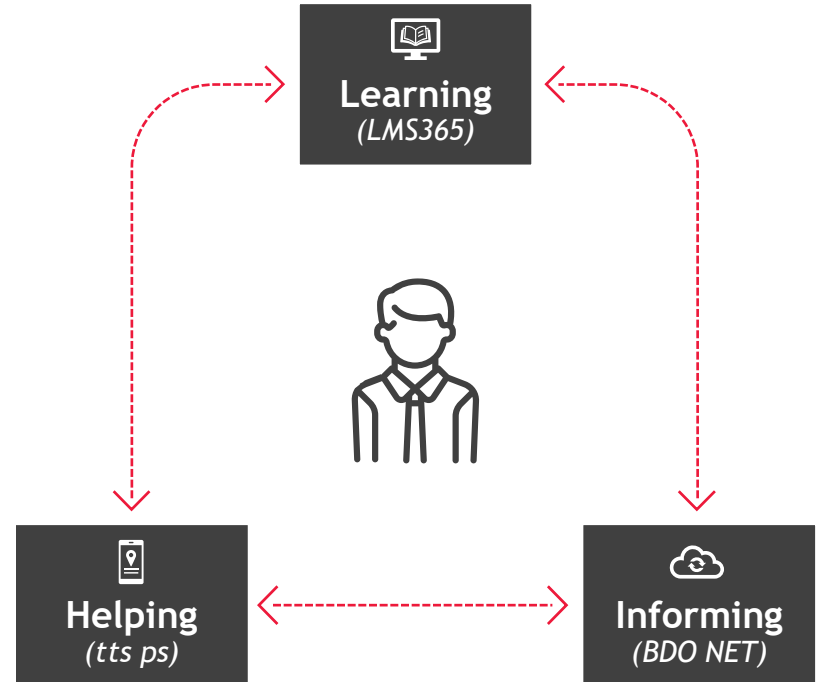 Learning
(LMS365)
Helping
(tts ps)
Informing
(BDO NET)